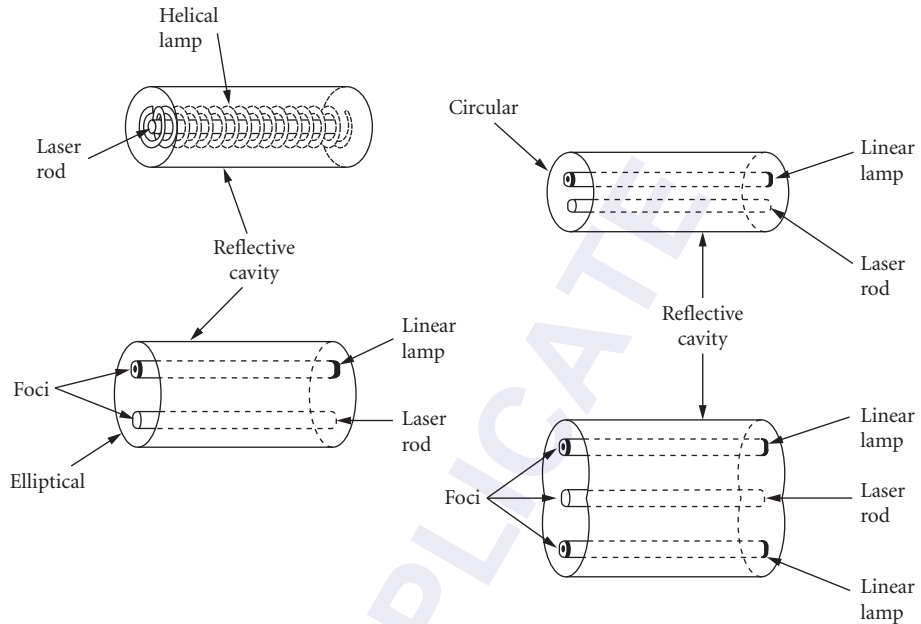 Helical
lamp
Laser
rod
Reflective
cavity
Linear
lamp
Foci
Laser
rod
Elliptical
Circular
Linear
lamp
Laser
rod
Reflective
cavity
Linear
lamp
Foci
Laser
rod
Linear
lamp
PLICATE